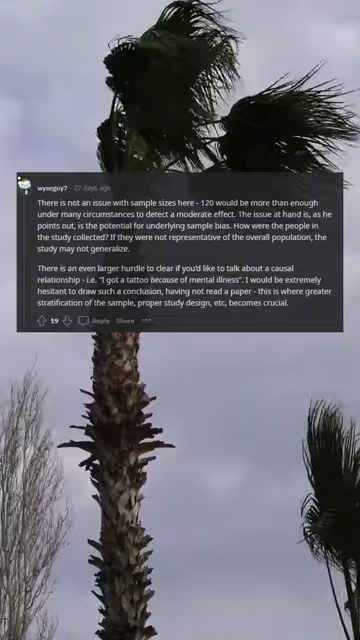 wyseguy7 · 27 days ago
There is not an issue with sample sizes here - 120 would be more than enough
under many circumstances to detect a moderate effect. The issue at hand is, as he
points out, is the potential for underlying sample bias. How were the people in
the study collected? If they were not representative of the overall population, the
study may not generalize.
There is an even larger hurdle to clear if you'd like to talk about a causal
relationship - i.e. "I got a tattoo because of mental illness". I would be extremely
hesitant to draw such a conclusion, having not read a paper - this is where greater
stratification of the sample, proper study design, etc, becomes crucial.
19 Reply Share ···